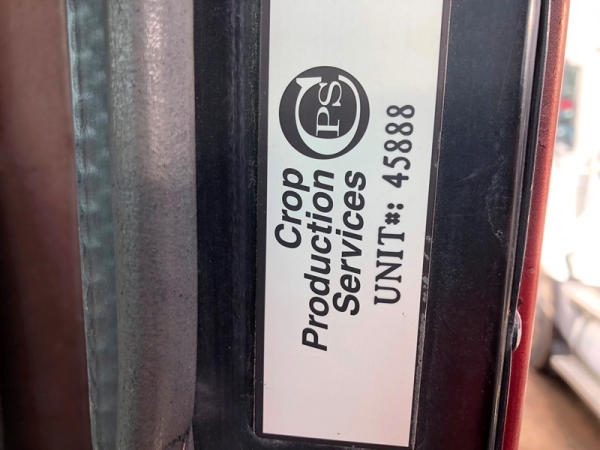 Crop
Production
Services
CPS
UNIT#: 45888